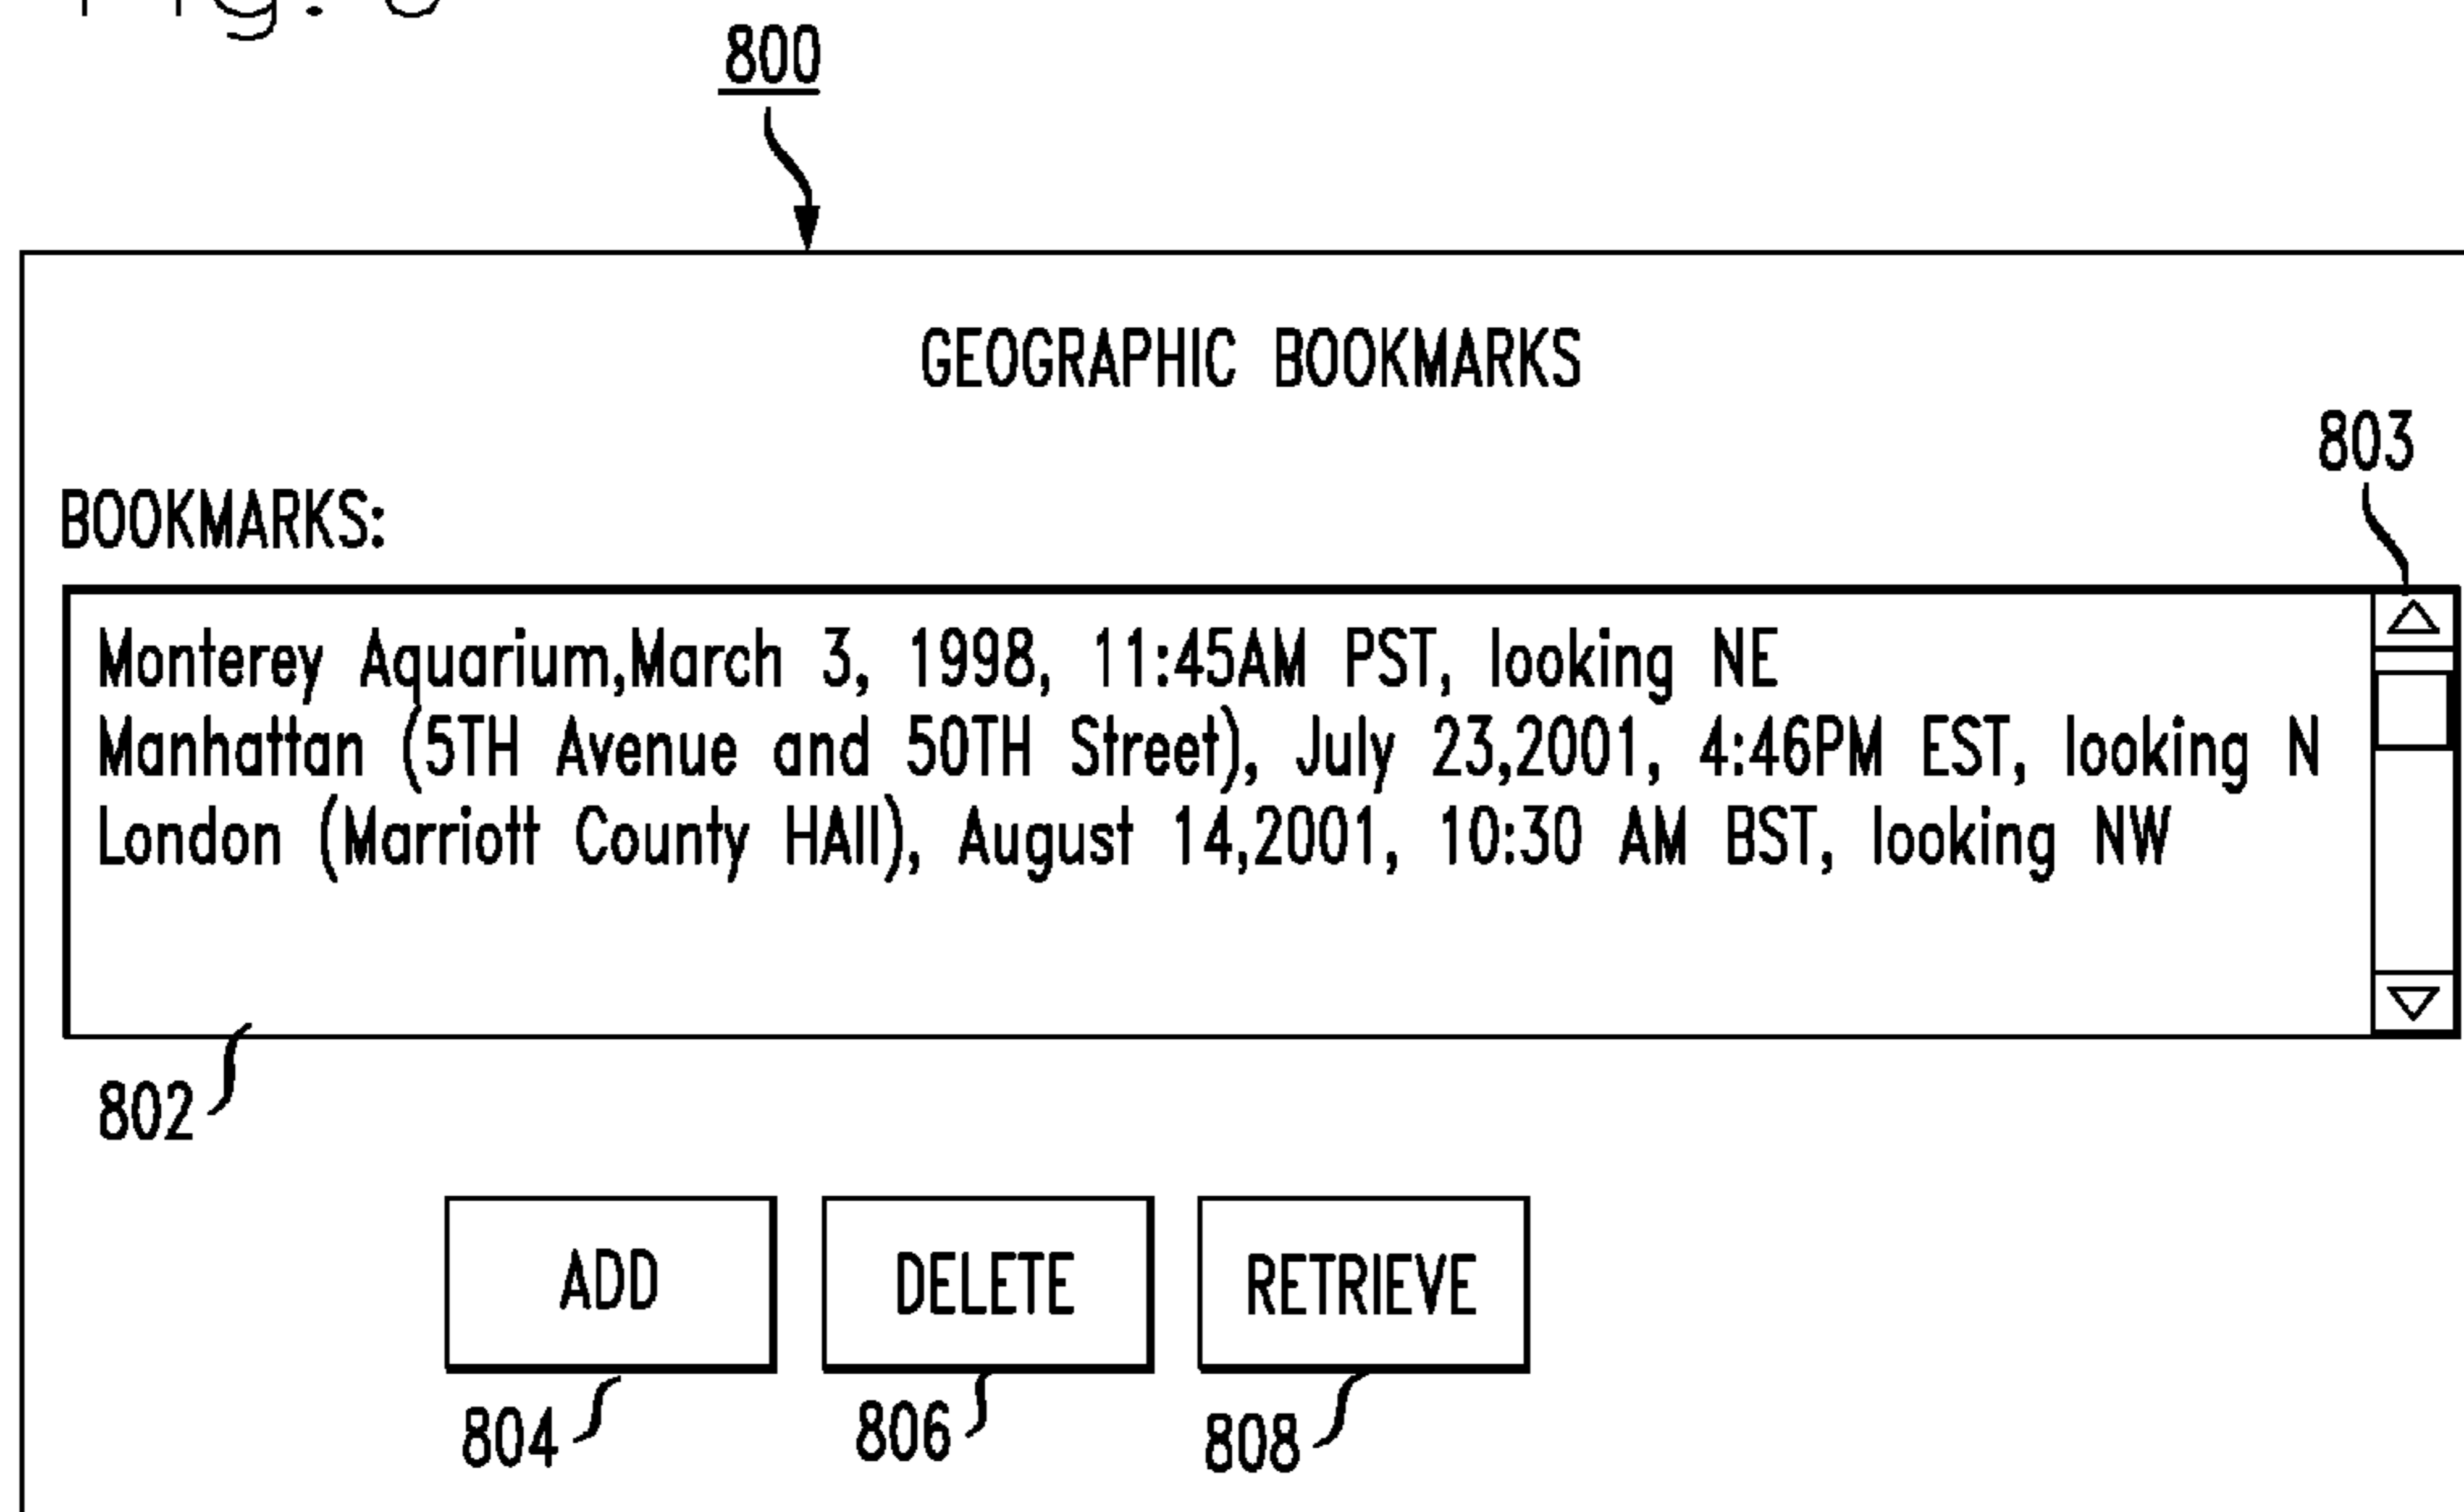 800
GEOGRAPHIC BOOKMARKS
803
BOOKMARKS:
Monterey Aquarium,March 3, 1998, 11:45AM PST, looking NE
Manhattan (5TH Avenue and 50TH Street), July 23,2001, 4:46PM EST, looking N
London (Marriott County HAll), August 14,2001, 10:30 AM BST, looking NW
802
ADD DELETE RETRIEVE
804 806 808